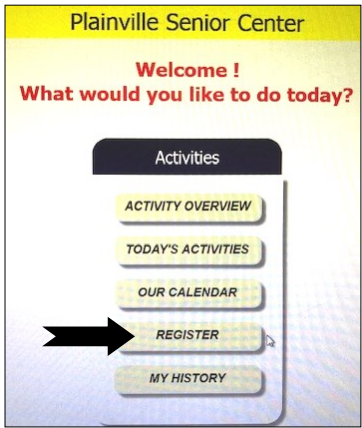 Plainville Senior Center
Welcome !
What would you like to do today?
Activities
ACTIVITY OVERVIEW
TODAY'S ACTIVITIES
OUR CALENDAR
REGISTER
MY HISTORY